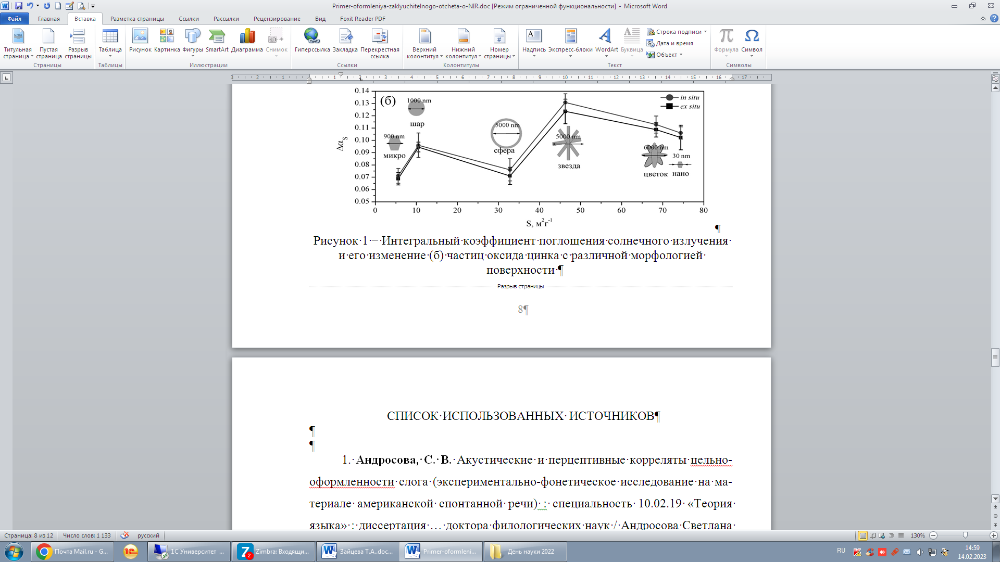 Primer-oformleniya-zaklyuchitelnogo-otcheta-o-NIR.doc [Режим ограниченной функциональности] - Microsoft Word
Файл Главная Вставка Разметка страницы Ссылки Рассылки Рецензирование Вид Foxit Reader PDF
Титульная страница
Пустая страница
Разрыв страницы
Таблица
Рисунок
Картинка
Фигуры
SmartArt
Диаграмма
Снимок
Гиперссылка
Закладка
Перекрестная ссылка
Верхний колонтитул
Нижний колонтитул
Номер страницы
Надпись
Экспресс-блоки
WordArt
Буквица
Строка подписи
Дата и время
Объект
Формула
Символ
Страницы Таблицы Иллюстрации Ссылки Колонтитулы Текст Символы
3 2 1 1 2 3 4 5 6 7 8 9 10 11 12 13 14 15 16 17
0.14
0.13
0.12
0.11
0.10
0.09
0.08
0.07
0.06
0.05
ΔαS
(б)
1000 nm
шар
900 nm
микро
5000 nm
сфера
5000 nm
звезда
6000 nm
цветок
30 nm
нано
in situ
ex situ
0 10 20 30 40 50 60 70 80
S, м2г-1
¶
Рисунок·1·–·Интегральный·коэффициент·поглощения·солнечного·излучения·
и·его·изменение·(б)·частиц·оксида·цинка·с·различной·морфологией·
поверхности·¶
Разрыв страницы
8¶
СПИСОК·ИСПОЛЬЗОВАННЫХ·ИСТОЧНИКОВ¶
¶
¶
1.·Андросова,·С.·В.·Акустические·и·перцептивные·корреляты·цельно-
оформленности·слога·(экспериментально-фонетическое·исследование·на·ма-
териале·американской·спонтанной·речи)·:·специальность·10.02.19·«Теория·
языка»·:·диссертация·…·доктора·филологических·наук·/·Андросова·Светлана·
Страница: 8 из 12 Число слов: 1 133 русский 130%
Почта Mail.ru - G...
1С Университет ...
Zimbra: Входящи...
2
Зайцева Т.А..doc...
Primer-oformleni...
День науки 2022
RU
14:59
14.02.2023